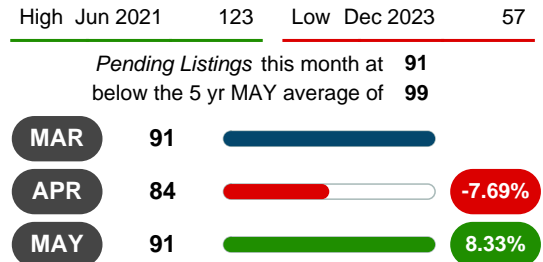 High Jun 2021 123 Low Dec 2023 57
Pending Listings this month at 91
below the 5 yr MAY average of 99
MAR 91
APR 84 -7.69%
MAY 91 8.33%